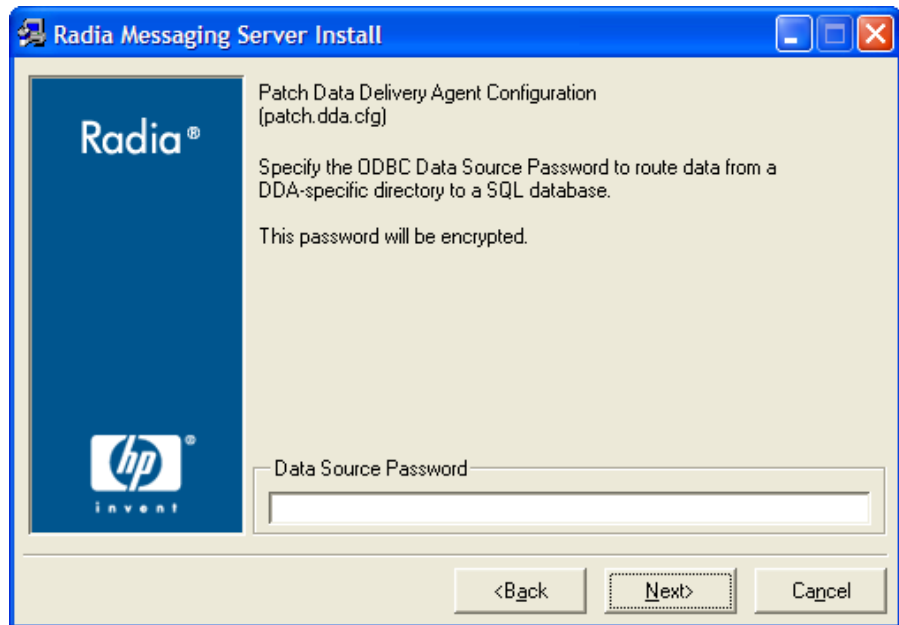 Radia Messaging Server Install
Radia®
Patch Data Delivery Agent Configuration
(patch.dda.cfg)
Specify the ODBC Data Source Password to route data from a
DDA-specific directory to a SQL database.
This password will be encrypted.
hp®
invent
Data Source Password
<Back
Next>
Cancel